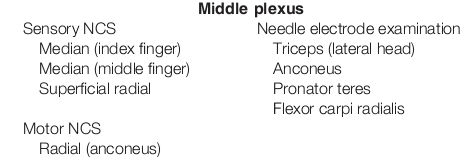 Middle plexus
Sensory NCS
Median (index finger)
Median (middle finger)
Superficial radial
Motor NCS
Radial (anconeus)
Needle electrode examination
Triceps (lateral head)
Anconeus
Pronator teres
Flexor carpi radialis